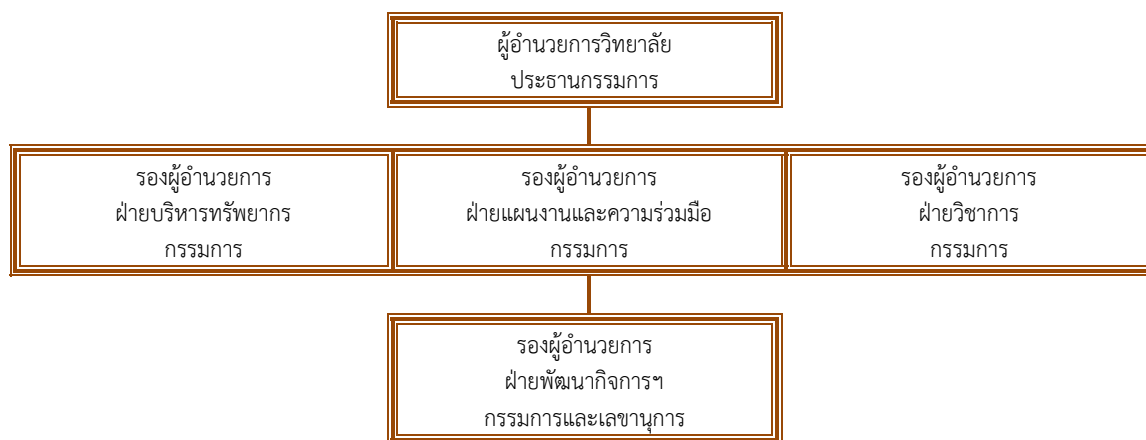 ผู้อำนวยการวิทยาลัย
ประธานกรรมการ
รองผู้อำนวยการ
ฝ่ายบริหารทรัพยากร
กรรมการ
รองผู้อำนวยการ
ฝ่ายแผนงานและความร่วมมือ
กรรมการ
รองผู้อำนวยการ
ฝ่ายวิชาการ
กรรมการ
รองผู้อำนวยการ
ฝ่ายพัฒนากิจการฯ
กรรมการและเลขานุการ